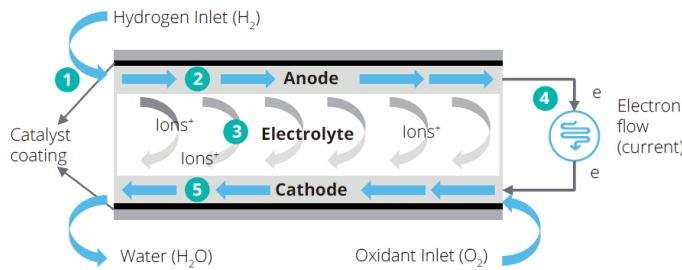 Hydrogen Inlet (H₂)
1
2
Anode
4
e
Electron
flow
(current)
Ions⁺
3
Electrolyte
Ions⁺
Catalyst
coating
Ions⁺
e
5
Cathode
Water (H₂O)
Oxidant Inlet (O₂)